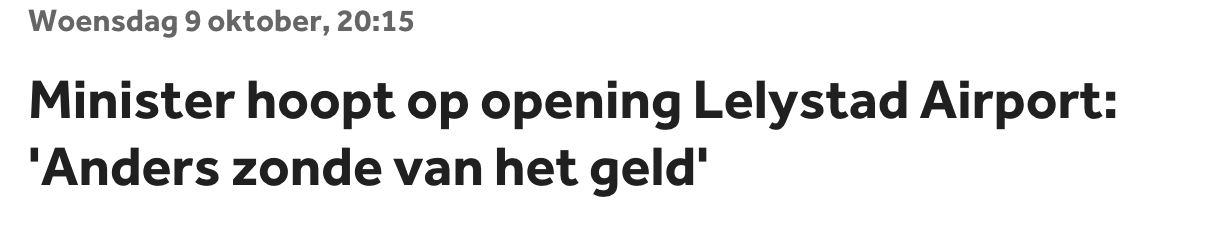 Woensdag 9 oktober, 20:15
Minister hoopt op opening Lelystad Airport:
'Anders zonde van het geld'